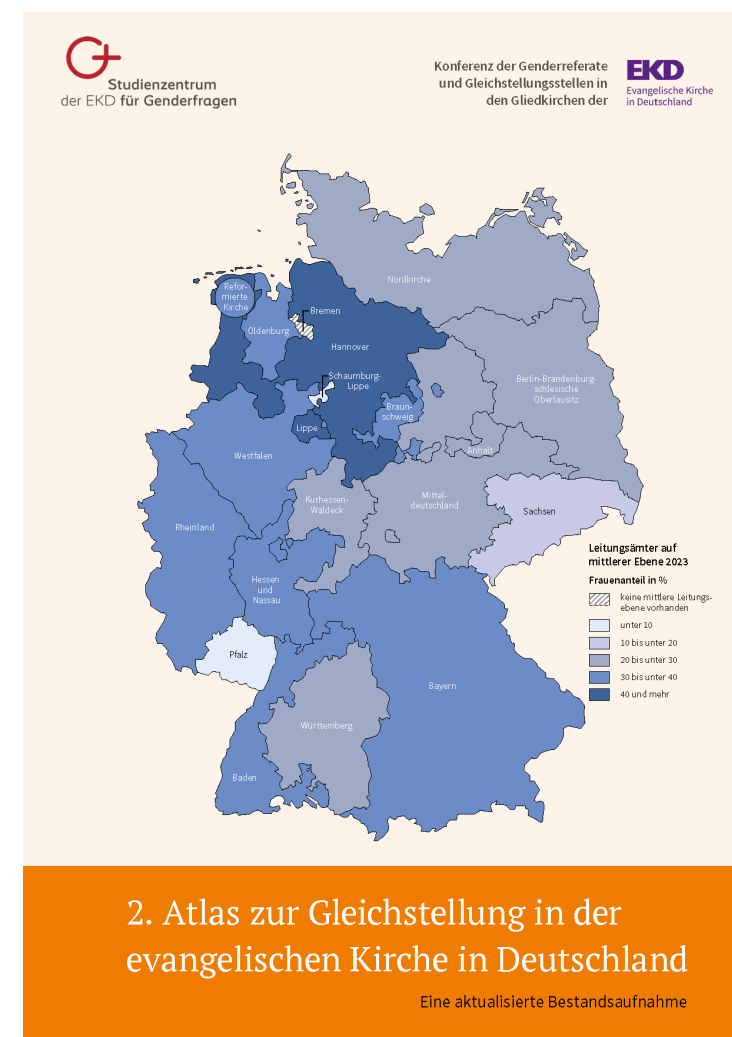 Studienzentrum
der EKD für Genderfragen
Konferenz der Genderreferate
und Gleichstellungsstellen in
den Gliedkirchen der
EKD
Evangelische Kirche
in Deutschland
Nordkirche
Refor-
mierte
Kirche
Bremen
Oldenburg
Hannover
Schaumburg-
Lippe
Berlin-Brandenburg-
schlesische
Oberlausitz
Braun-
schweig
Lippe
Anhalt
Westfalen
Kurhessen-
Waldeck
Mittel-
deutschland
Sachsen
Rheinland
Hessen
und
Nassau
Pfalz
Bayern
Württemberg
Baden
Leitungsämter auf
mittlerer Ebene 2023
Frauenanteil in %
keine mittlere Leitungs-
ebene vorhanden
unter 10
10 bis unter 20
20 bis unter 30
30 bis unter 40
40 und mehr
2. Atlas zur Gleichstellung in der
evangelischen Kirche in Deutschland
Eine aktualisierte Bestandsaufnahme